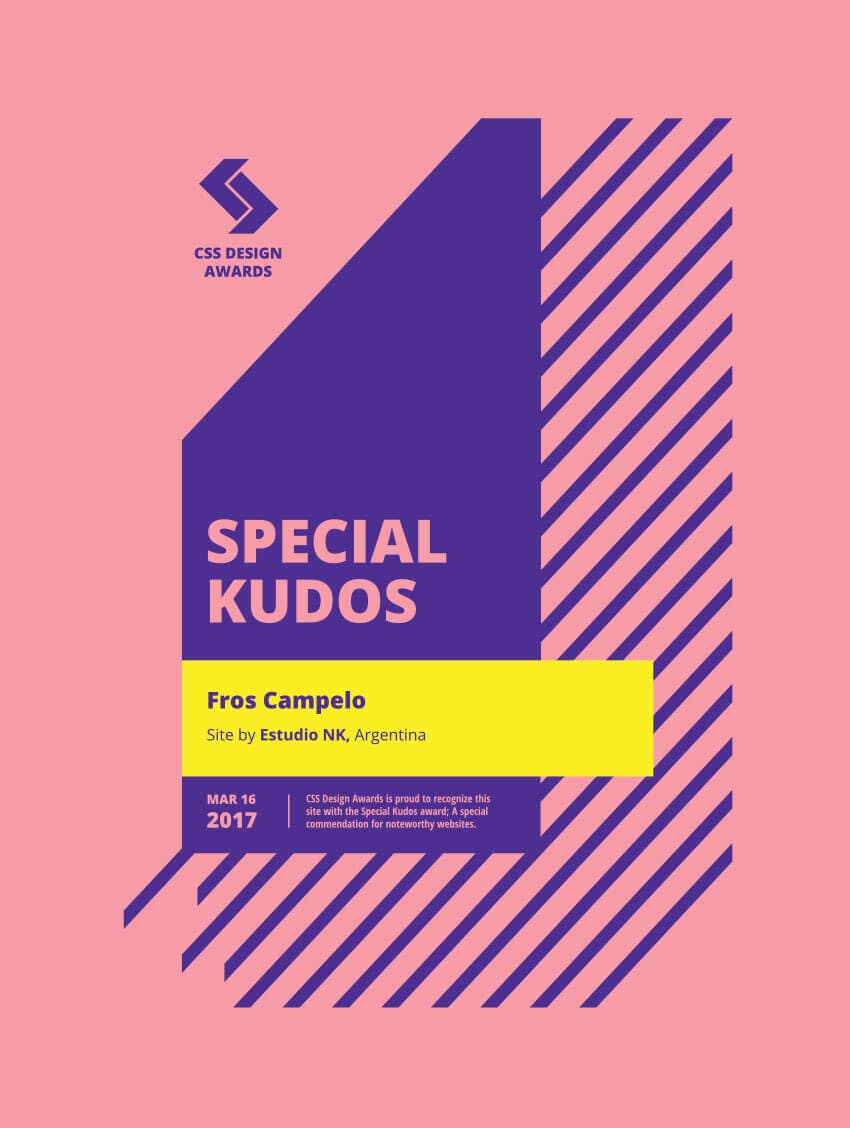 CSS DESIGN
AWARDS
SPECIAL
KUDOS
Fros Campelo
Site by Estudio NK, Argentina
MAR 16
2017
CSS Design Awards is proud to recognize this
site with the Special Kudos award; A special
commendation for noteworthy websites.